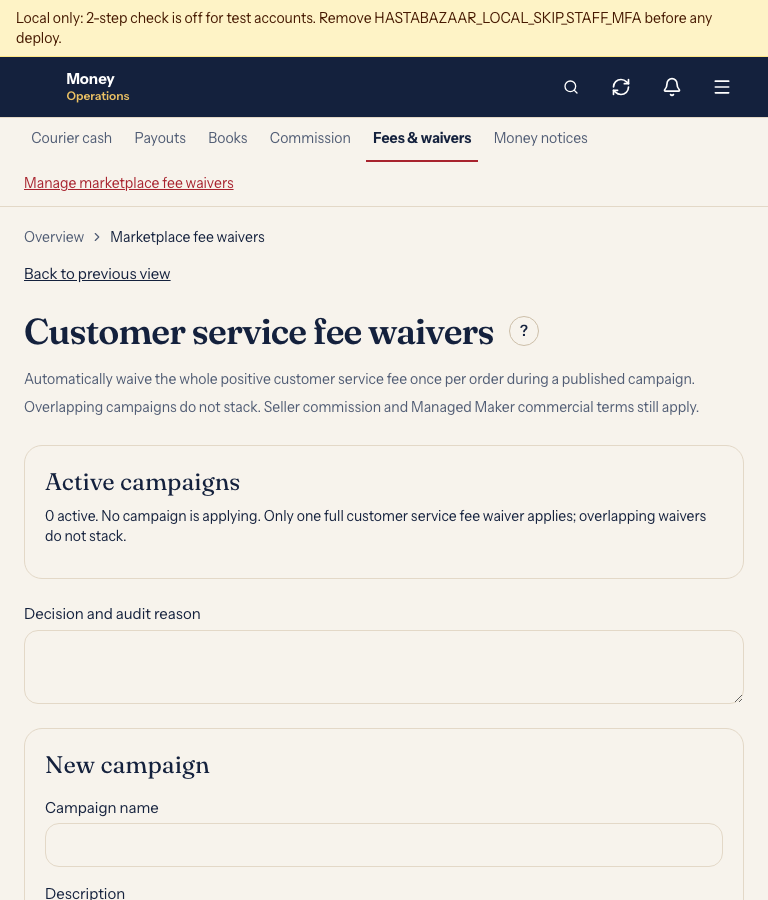 Local only: 2-step check is off for test accounts. Remove HASTABAZAAR_LOCAL_SKIP_STAFF_MFA before any
deploy.
Money
Operations
Courier cash Payouts Books Commission Fees & waivers Money notices
Manage marketplace fee waivers
Overview > Marketplace fee waivers
Back to previous view
Customer service fee waivers ?
Automatically waive the whole positive customer service fee once per order during a published campaign.
Overlapping campaigns do not stack. Seller commission and Managed Maker commercial terms still apply.
Active campaigns
0 active. No campaign is applying. Only one full customer service fee waiver applies; overlapping waivers
do not stack.
Decision and audit reason
New campaign
Campaign name
Description